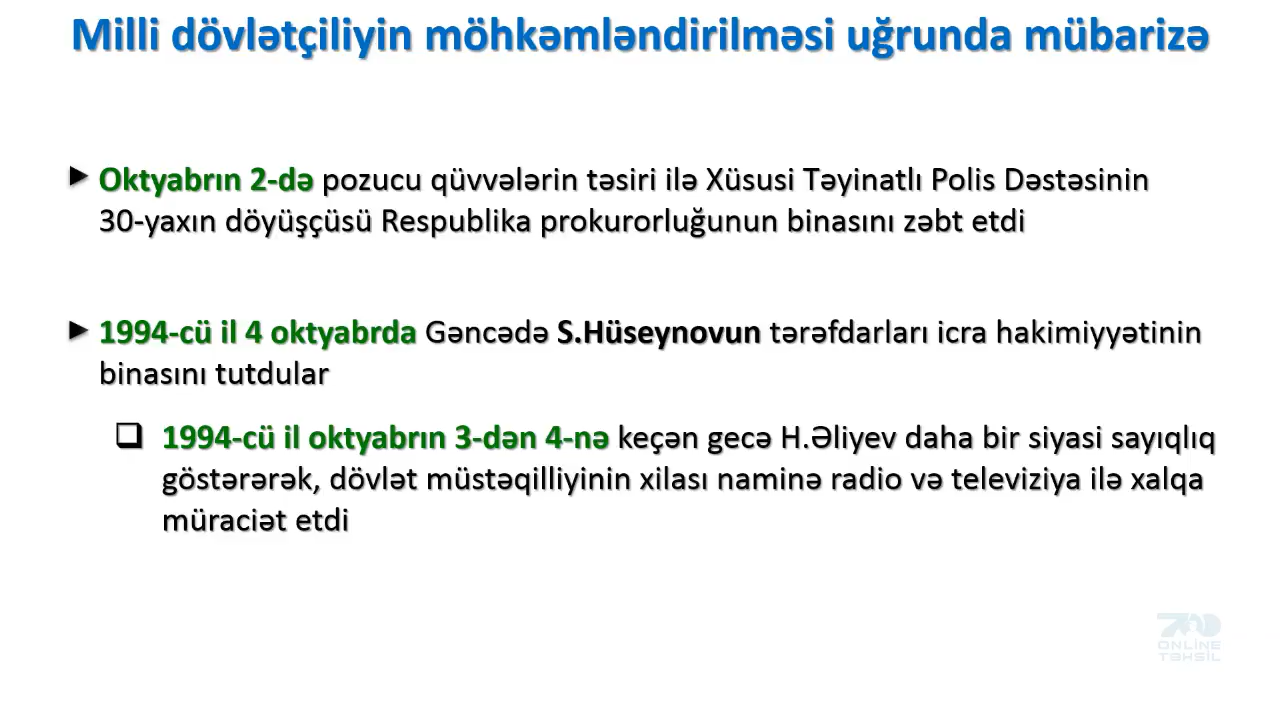 Milli dövlətçiliyin möhkəmləndirilməsi uğrunda mübarizə
► Oktyabrın 2-də pozucu qüvvələrin təsiri ilə Xüsusi Təyinatlı Polis Dəstəsinin
30-yaxın döyüşçüsü Respublika prokurorluğunun binasını zəbt etdi
► 1994-cü il 4 oktyabrda Gəncədə S.Hüseynovun tərəfdarları icra hakimiyyətinin
binasını tutdular
❑ 1994-cü il oktyabrın 3-dən 4-nə keçən gecə H.Əliyev daha bir siyasi sayıqlıq
göstərərək, dövlət müstəqilliyinin xilası naminə radio və televiziya ilə xalqa
müraciət etdi
700
ONLINE
TƏHSİL